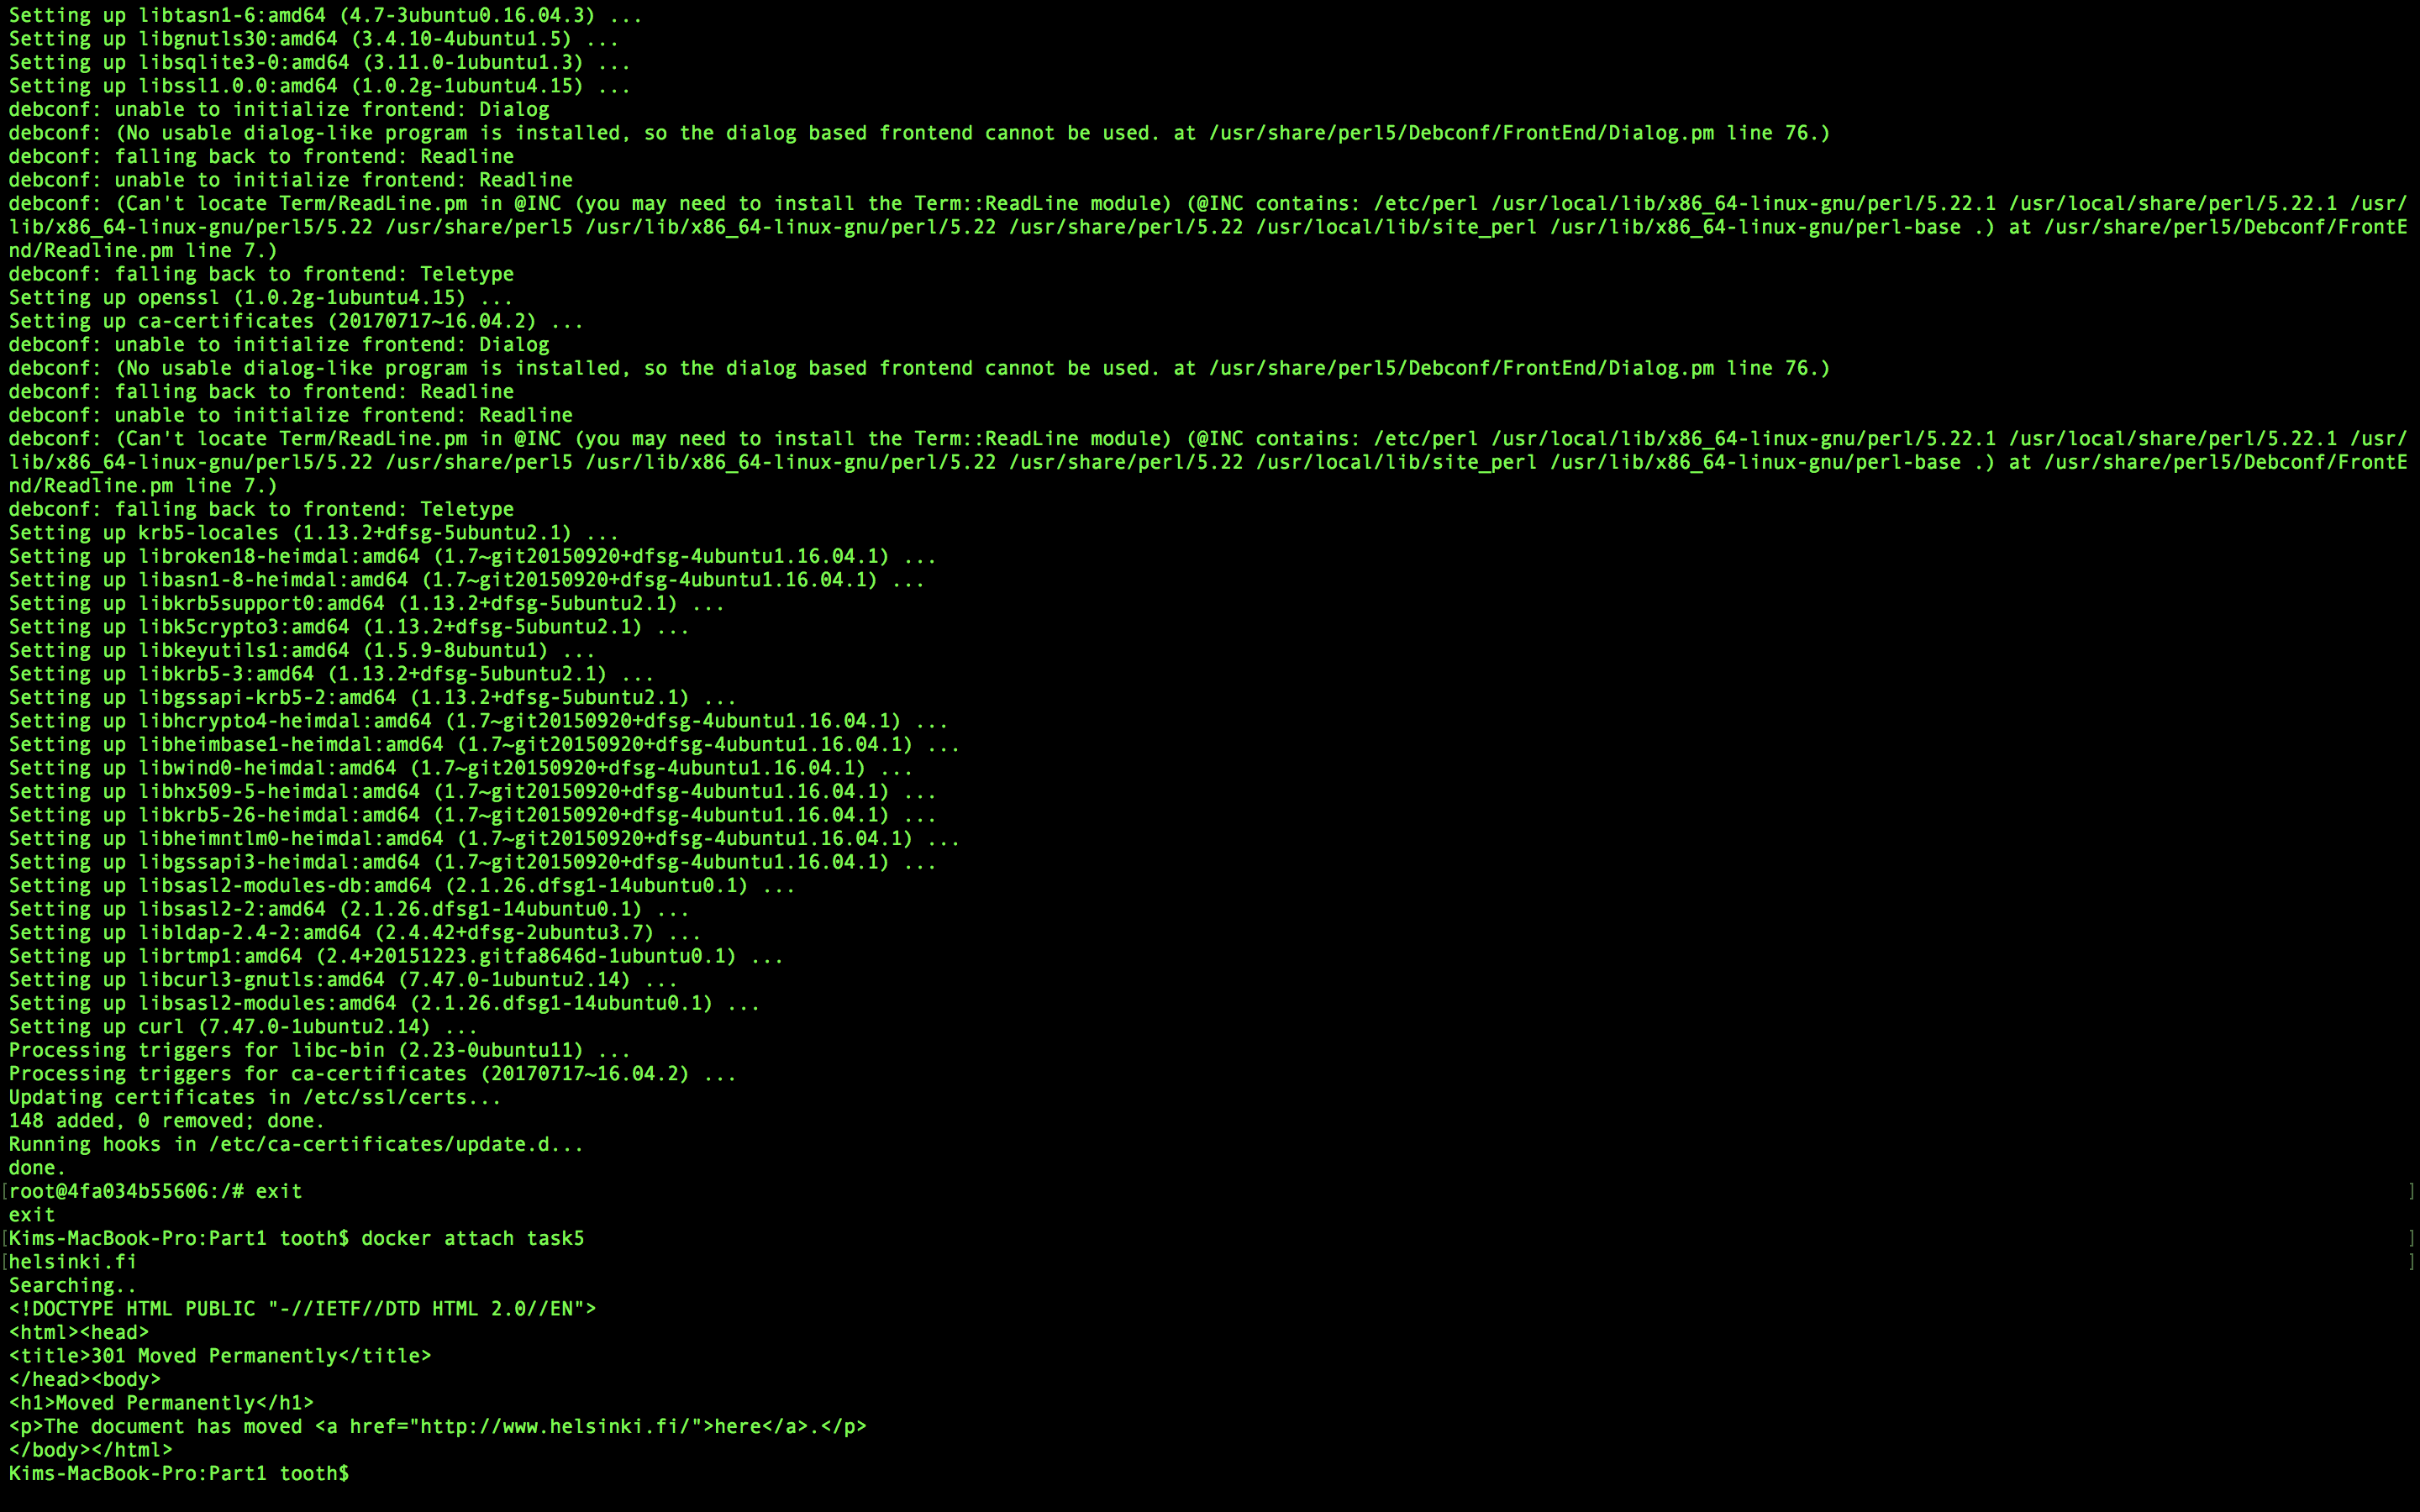 Setting up libtasn1-6:amd64 (4.7-3ubuntu0.16.04.3) ...
Setting up libgnutls30:amd64 (3.4.10-4ubuntu1.5) ...
Setting up libsqlite3-0:amd64 (3.11.0-1ubuntu1.3) ...
Setting up libssl1.0.0:amd64 (1.0.2g-1ubuntu4.15) ...
debconf: unable to initialize frontend: Dialog
debconf: (No usable dialog-like program is installed, so the dialog based frontend cannot be used. at /usr/share/perl5/Debconf/FrontEnd/Dialog.pm line 76.)
debconf: falling back to frontend: Readline
debconf: unable to initialize frontend: Readline
debconf: (Can't locate Term/ReadLine.pm in @INC (you may need to install the Term::ReadLine module) (@INC contains: /etc/perl /usr/local/lib/x86_64-linux-gnu/perl/5.22.1 /usr/local/share/perl/5.22.1 /usr/
lib/x86_64-linux-gnu/perl5/5.22 /usr/share/perl5 /usr/lib/x86_64-linux-gnu/perl/5.22 /usr/share/perl/5.22 /usr/local/lib/site_perl /usr/lib/x86_64-linux-gnu/perl-base .) at /usr/share/perl5/Debconf/FrontE
nd/Readline.pm line 7.)
debconf: falling back to frontend: Teletype
Setting up openssl (1.0.2g-1ubuntu4.15) ...
Setting up ca-certificates (20170717~16.04.2) ...
debconf: unable to initialize frontend: Dialog
debconf: (No usable dialog-like program is installed, so the dialog based frontend cannot be used. at /usr/share/perl5/Debconf/FrontEnd/Dialog.pm line 76.)
debconf: falling back to frontend: Readline
debconf: unable to initialize frontend: Readline
debconf: (Can't locate Term/ReadLine.pm in @INC (you may need to install the Term::ReadLine module) (@INC contains: /etc/perl /usr/local/lib/x86_64-linux-gnu/perl/5.22.1 /usr/local/share/perl/5.22.1 /usr/
lib/x86_64-linux-gnu/perl5/5.22 /usr/share/perl5 /usr/lib/x86_64-linux-gnu/perl/5.22 /usr/share/perl/5.22 /usr/local/lib/site_perl /usr/lib/x86_64-linux-gnu/perl-base .) at /usr/share/perl5/Debconf/FrontE
nd/Readline.pm line 7.)
debconf: falling back to frontend: Teletype
Setting up krb5-locales (1.13.2+dfsg-5ubuntu2.1) ...
Setting up libroken18-heimdal:amd64 (1.7~git20150920+dfsg-4ubuntu1.16.04.1) ...
Setting up libasn1-8-heimdal:amd64 (1.7~git20150920+dfsg-4ubuntu1.16.04.1) ...
Setting up libkrb5support0:amd64 (1.13.2+dfsg-5ubuntu2.1) ...
Setting up libk5crypto3:amd64 (1.13.2+dfsg-5ubuntu2.1) ...
Setting up libkeyutils1:amd64 (1.5.9-8ubuntu1) ...
Setting up libkrb5-3:amd64 (1.13.2+dfsg-5ubuntu2.1) ...
Setting up libgssapi-krb5-2:amd64 (1.13.2+dfsg-5ubuntu2.1) ...
Setting up libhcrypto4-heimdal:amd64 (1.7~git20150920+dfsg-4ubuntu1.16.04.1) ...
Setting up libheimbase1-heimdal:amd64 (1.7~git20150920+dfsg-4ubuntu1.16.04.1) ...
Setting up libwind0-heimdal:amd64 (1.7~git20150920+dfsg-4ubuntu1.16.04.1) ...
Setting up libhx509-5-heimdal:amd64 (1.7~git20150920+dfsg-4ubuntu1.16.04.1) ...
Setting up libkrb5-26-heimdal:amd64 (1.7~git20150920+dfsg-4ubuntu1.16.04.1) ...
Setting up libheimntlm0-heimdal:amd64 (1.7~git20150920+dfsg-4ubuntu1.16.04.1) ...
Setting up libgssapi3-heimdal:amd64 (1.7~git20150920+dfsg-4ubuntu1.16.04.1) ...
Setting up libsasl2-modules-db:amd64 (2.1.26.dfsg1-14ubuntu0.1) ...
Setting up libsasl2-2:amd64 (2.1.26.dfsg1-14ubuntu0.1) ...
Setting up libldap-2.4-2:amd64 (2.4.42+dfsg-2ubuntu3.7) ...
Setting up librtmp1:amd64 (2.4+20151223.gitfa8646d-1ubuntu0.1) ...
Setting up libcurl3-gnutls:amd64 (7.47.0-1ubuntu2.14) ...
Setting up libsasl2-modules:amd64 (2.1.26.dfsg1-14ubuntu0.1) ...
Setting up curl (7.47.0-1ubuntu2.14) ...
Processing triggers for libc-bin (2.23-0ubuntu11) ...
Processing triggers for ca-certificates (20170717~16.04.2) ...
Updating certificates in /etc/ssl/certs...
148 added, 0 removed; done.
Running hooks in /etc/ca-certificates/update.d...
done.
[root@4fa034b55606:/# exit ]
exit
[Kims-MacBook-Pro:Part1 tooth$ docker attach task5 ]
[helsinki.fi ]
Searching..
<!DOCTYPE HTML PUBLIC "-//IETF//DTD HTML 2.0//EN">
<html><head>
<title>301 Moved Permanently</title>
</head><body>
<h1>Moved Permanently</h1>
<p>The document has moved <a href="http://www.helsinki.fi/">here</a>.</p>
</body></html>
Kims-MacBook-Pro:Part1 tooth$